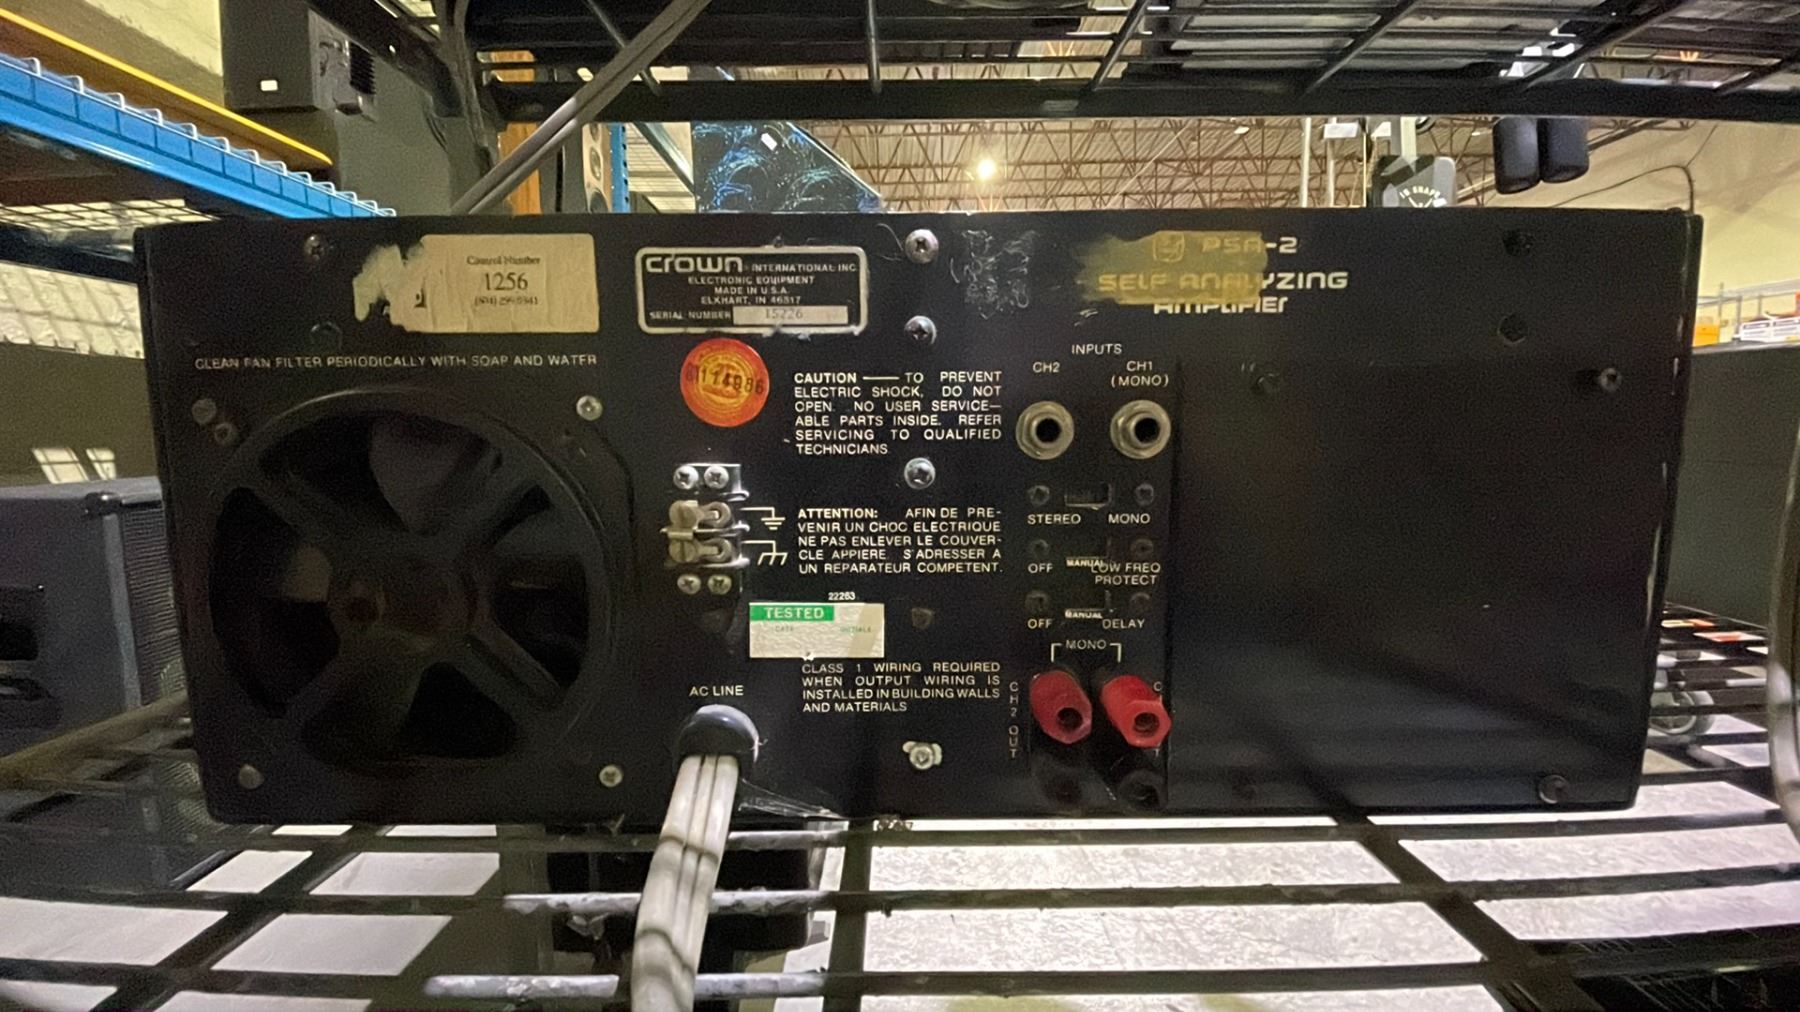 Control Number
1256
crown INTERNATIONAL INC.
ELECTRONIC EQUIPMENT
MADE IN U.S.A.
ELKHART, IN 46517
SERIAL NUMBER 15226
PSA-2
SELF ANALYZING
AMPLIFIER
CLEAN FAN FILTER PERIODICALLY WITH SOAP AND WATER
CAUTION — TO PREVENT
ELECTRIC SHOCK, DO NOT
OPEN. NO USER SERVICE—
ABLE PARTS INSIDE. REFER
SERVICING TO QUALIFIED
TECHNICIANS
INPUTS
CH2
CH1
(MONO)
ATTENTION: AFIN DE PRE-
VENIR UN CHOC ELECTRIQUE
NE PAS ENLEVER LE COUVER-
CLE APPIERE. S'ADRESSER A
UN REPARATEUR COMPETENT.
STEREO MONO
OFF MANUAL LOW FREQ
PROTECT
OFF MANUAL DELAY
MONO
22263
TESTED
DATE INITIALS
CLASS 1 WIRING REQUIRED
WHEN OUTPUT WIRING IS
INSTALLED IN BUILDING WALLS
AND MATERIALS
AC LINE
CH2 OUT